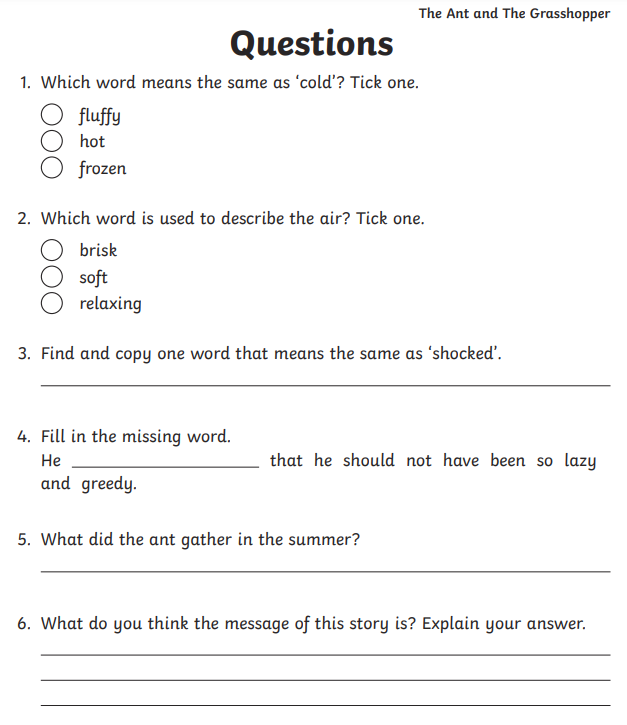 The Ant and The Grasshopper
Questions
1. Which word means the same as ‘cold’? Tick one.
fluffy
hot
frozen
2. Which word is used to describe the air? Tick one.
brisk
soft
relaxing
3. Find and copy one word that means the same as ‘shocked’.
4. Fill in the missing word.
He ____________________ that he should not have been so lazy
and greedy.
5. What did the ant gather in the summer?
6. What do you think the message of this story is? Explain your answer.